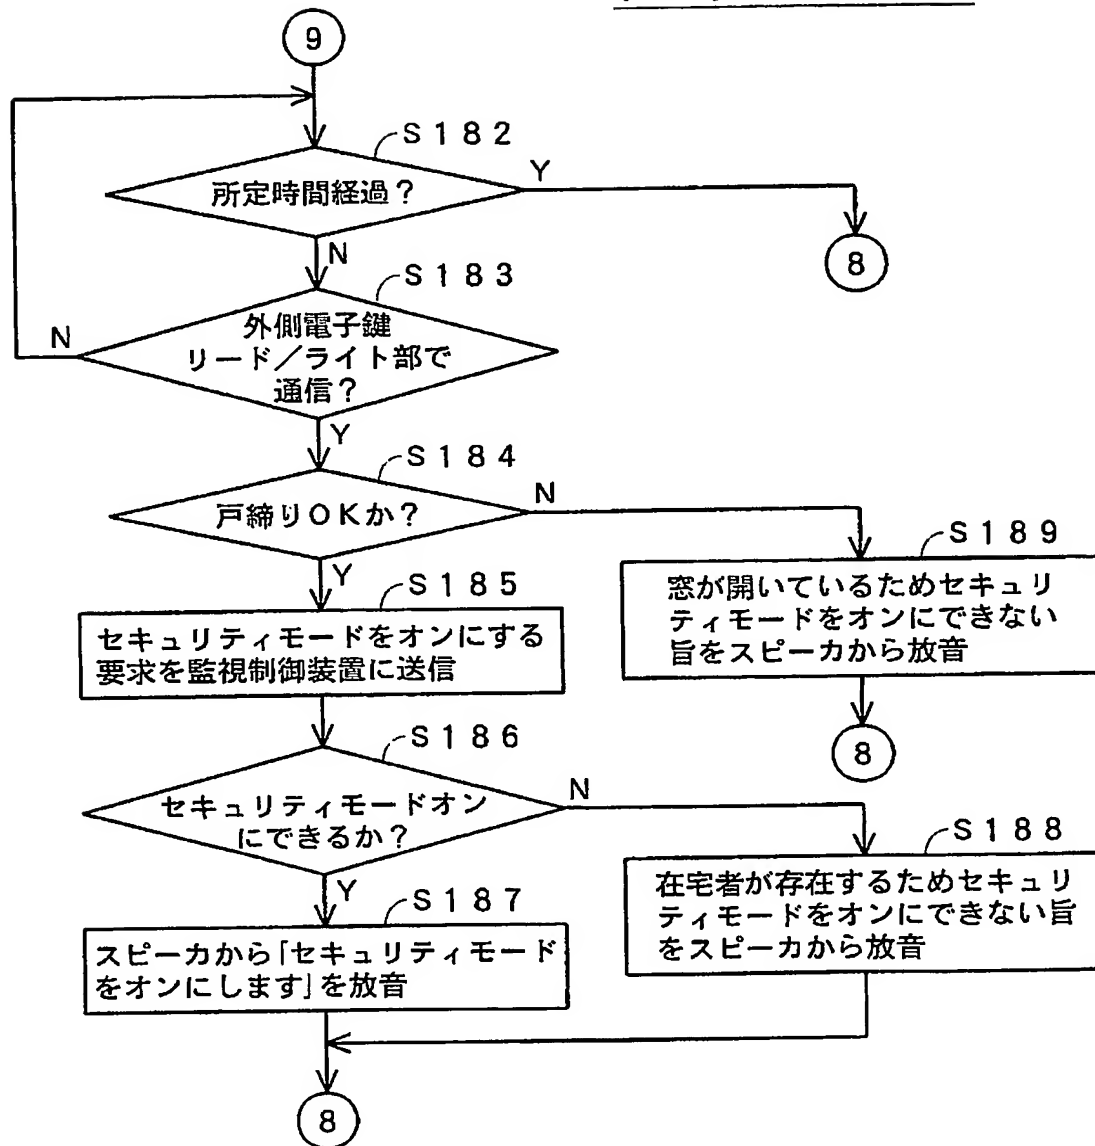 9
S182
所定時間経過？
Y
8
N
S183
外側電子鍵
リード／ライト部で
通信？
N
Y
S184
戸締りOKか？
N
Y
S189
窓が開いているためセキュリ
ティモードをオンにできない
旨をスピーカから放音
8
S185
セキュリティモードをオンにする
要求を監視制御装置に送信
S186
セキュリティモードオン
にできるか？
N
Y
S188
在宅者が存在するためセキュリ
ティモードをオンにできない旨
をスピーカから放音
S187
スピーカから「セキュリティモード
をオンにします」を放音
8